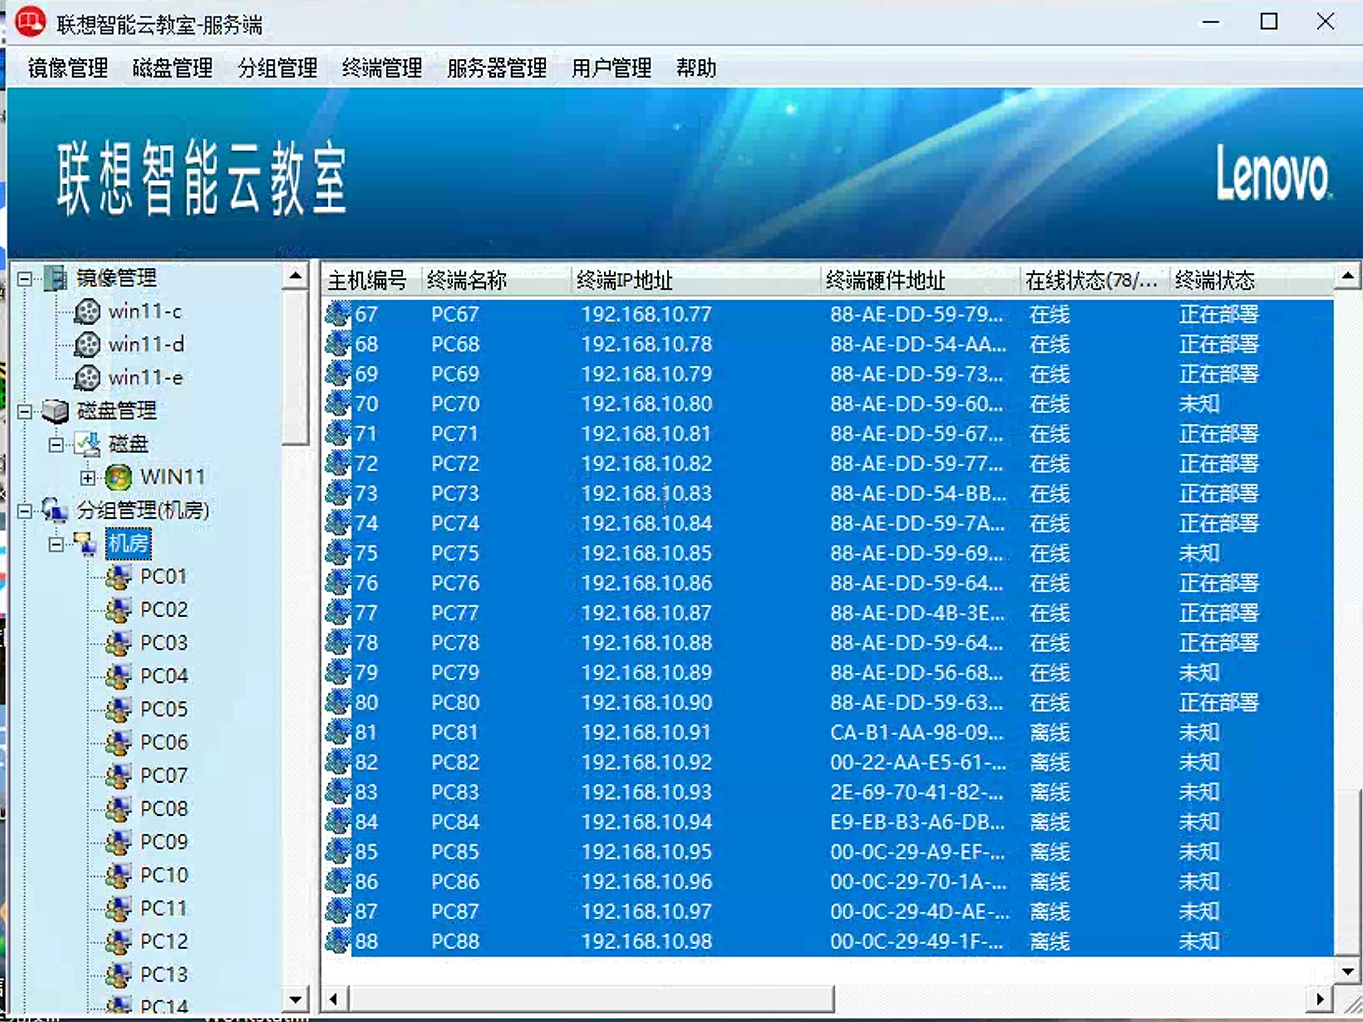 联想智能云教室-服务端
镜像管理 磁盘管理 分组管理 终端管理 服务器管理 用户管理 帮助
联想智能云教室
Lenovo
镜像管理
win11-c
win11-d
win11-e
磁盘管理
磁盘
WIN11
分组管理(机房)
机房
PC01
PC02
PC03
PC04
PC05
PC06
PC07
PC08
PC09
PC10
PC11
PC12
PC13
PC14
主机编号 终端名称 终端IP地址 终端硬件地址 在线状态(78/... 终端状态
67 PC67 192.168.10.77 88-AE-DD-59-79... 在线 正在部署
68 PC68 192.168.10.78 88-AE-DD-54-AA... 在线 正在部署
69 PC69 192.168.10.79 88-AE-DD-59-73... 在线 正在部署
70 PC70 192.168.10.80 88-AE-DD-59-60... 在线 未知
71 PC71 192.168.10.81 88-AE-DD-59-67... 在线 正在部署
72 PC72 192.168.10.82 88-AE-DD-59-77... 在线 正在部署
73 PC73 192.168.10.83 88-AE-DD-54-BB... 在线 正在部署
74 PC74 192.168.10.84 88-AE-DD-59-7A... 在线 正在部署
75 PC75 192.168.10.85 88-AE-DD-59-69... 在线 未知
76 PC76 192.168.10.86 88-AE-DD-59-64... 在线 正在部署
77 PC77 192.168.10.87 88-AE-DD-4B-3E... 在线 正在部署
78 PC78 192.168.10.88 88-AE-DD-59-64... 在线 正在部署
79 PC79 192.168.10.89 88-AE-DD-56-68... 在线 未知
80 PC80 192.168.10.90 88-AE-DD-59-63... 在线 正在部署
81 PC81 192.168.10.91 CA-B1-AA-98-09... 离线 未知
82 PC82 192.168.10.92 00-22-AA-E5-61-... 离线 未知
83 PC83 192.168.10.93 2E-69-70-41-82-... 离线 未知
84 PC84 192.168.10.94 E9-EB-B3-A6-DB... 离线 未知
85 PC85 192.168.10.95 00-0C-29-A9-EF-... 离线 未知
86 PC86 192.168.10.96 00-0C-29-70-1A-... 离线 未知
87 PC87 192.168.10.97 00-0C-29-4D-AE-... 离线 未知
88 PC88 192.168.10.98 00-0C-29-49-1F-... 离线 未知